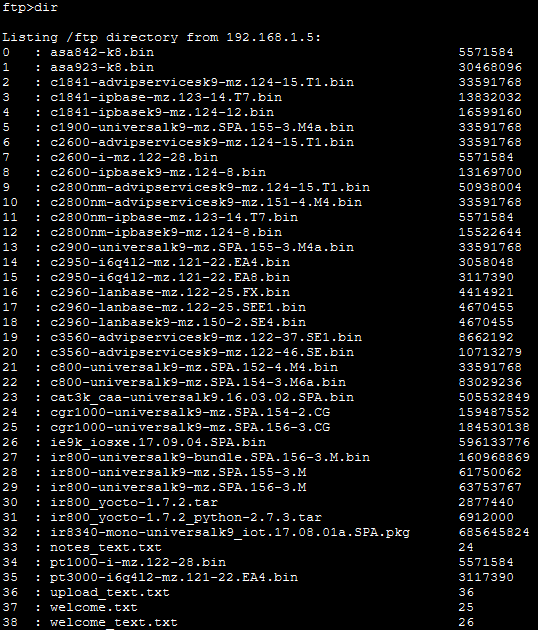 ftp>dir
Listing /ftp directory from 192.168.1.5:
0 : asa842-k8.bin 5571584
1 : asa923-k8.bin 30468096
2 : c1841-advipservicesk9-mz.124-15.T1.bin 33591768
3 : c1841-ipbase-mz.123-14.T7.bin 13832032
4 : c1841-ipbasek9-mz.124-12.bin 16599160
5 : c1900-universalk9-mz.SPA.155-3.M4a.bin 33591768
6 : c2600-advipservicesk9-mz.124-15.T1.bin 33591768
7 : c2600-i-mz.122-28.bin 5571584
8 : c2600-ipbasek9-mz.124-8.bin 13169700
9 : c2800nm-advipservicesk9-mz.124-15.T1.bin 50938004
10 : c2800nm-advipservicesk9-mz.151-4.M4.bin 33591768
11 : c2800nm-ipbase-mz.123-14.T7.bin 5571584
12 : c2800nm-ipbasek9-mz.124-8.bin 15522644
13 : c2900-universalk9-mz.SPA.155-3.M4a.bin 33591768
14 : c2950-i6q4l2-mz.121-22.EA4.bin 3058048
15 : c2950-i6q4l2-mz.121-22.EA8.bin 3117390
16 : c2960-lanbase-mz.122-25.FX.bin 4414921
17 : c2960-lanbase-mz.122-25.SEE1.bin 4670455
18 : c2960-lanbasek9-mz.150-2.SE4.bin 4670455
19 : c3560-advipservicesk9-mz.122-37.SE1.bin 8662192
20 : c3560-advipservicesk9-mz.122-46.SE.bin 10713279
21 : c800-universalk9-mz.SPA.152-4.M4.bin 33591768
22 : c800-universalk9-mz.SPA.154-3.M6a.bin 83029236
23 : cat3k_caa-universalk9.16.03.02.SPA.bin 505532849
24 : cgr1000-universalk9-mz.SPA.154-2.CG 159487552
25 : cgr1000-universalk9-mz.SPA.156-3.CG 184530138
26 : ie9k_iosxe.17.09.04.SPA.bin 596133776
27 : ir800-universalk9-bundle.SPA.156-3.M.bin 160968869
28 : ir800-universalk9-mz.SPA.155-3.M 61750062
29 : ir800-universalk9-mz.SPA.156-3.M 63753767
30 : ir800_yocto-1.7.2.tar 2877440
31 : ir800_yocto-1.7.2_python-2.7.3.tar 6912000
32 : ir8340-mono-universalk9_iot.17.08.01a.SPA.pkg 685645824
33 : notes_text.txt 24
34 : pt1000-i-mz.122-28.bin 5571584
35 : pt3000-i6q4l2-mz.121-22.EA4.bin 3117390
36 : upload_text.txt 36
37 : welcome.txt 25
38 : welcome_text.txt 26